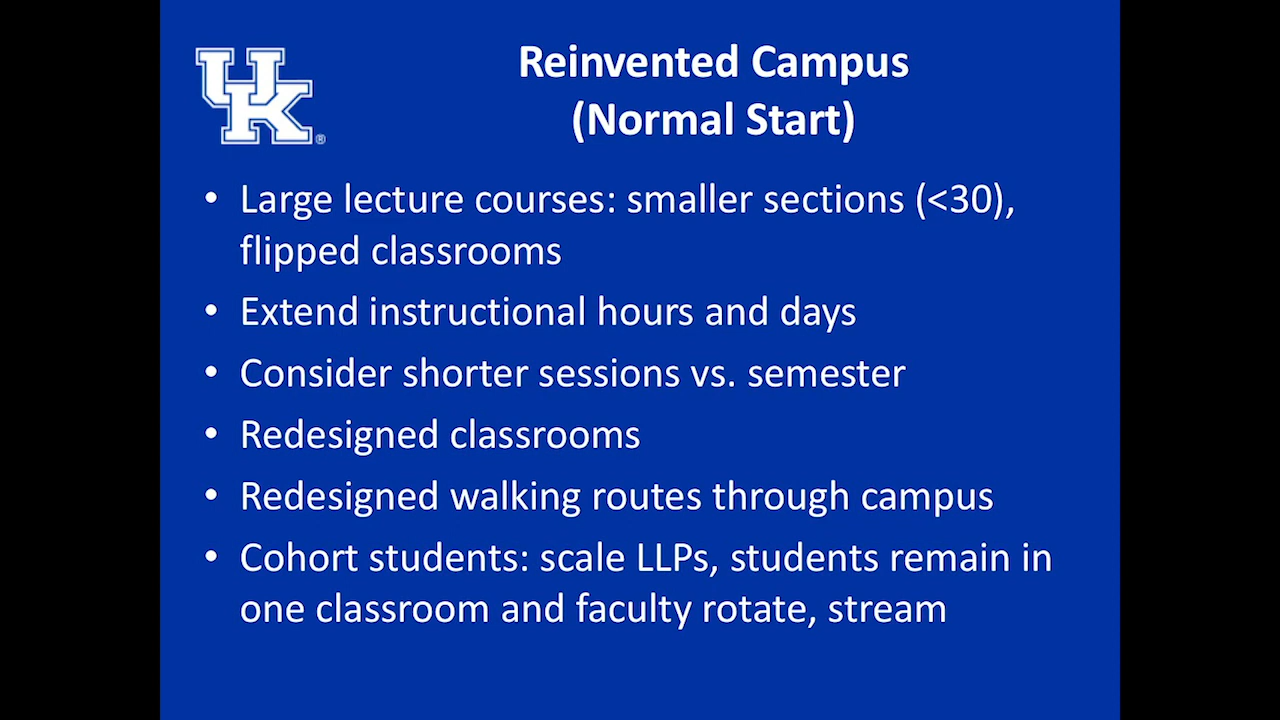 UK®
Reinvented Campus
(Normal Start)
• Large lecture courses: smaller sections (<30),
flipped classrooms
• Extend instructional hours and days
• Consider shorter sessions vs. semester
• Redesigned classrooms
• Redesigned walking routes through campus
• Cohort students: scale LLPs, students remain in
one classroom and faculty rotate, stream